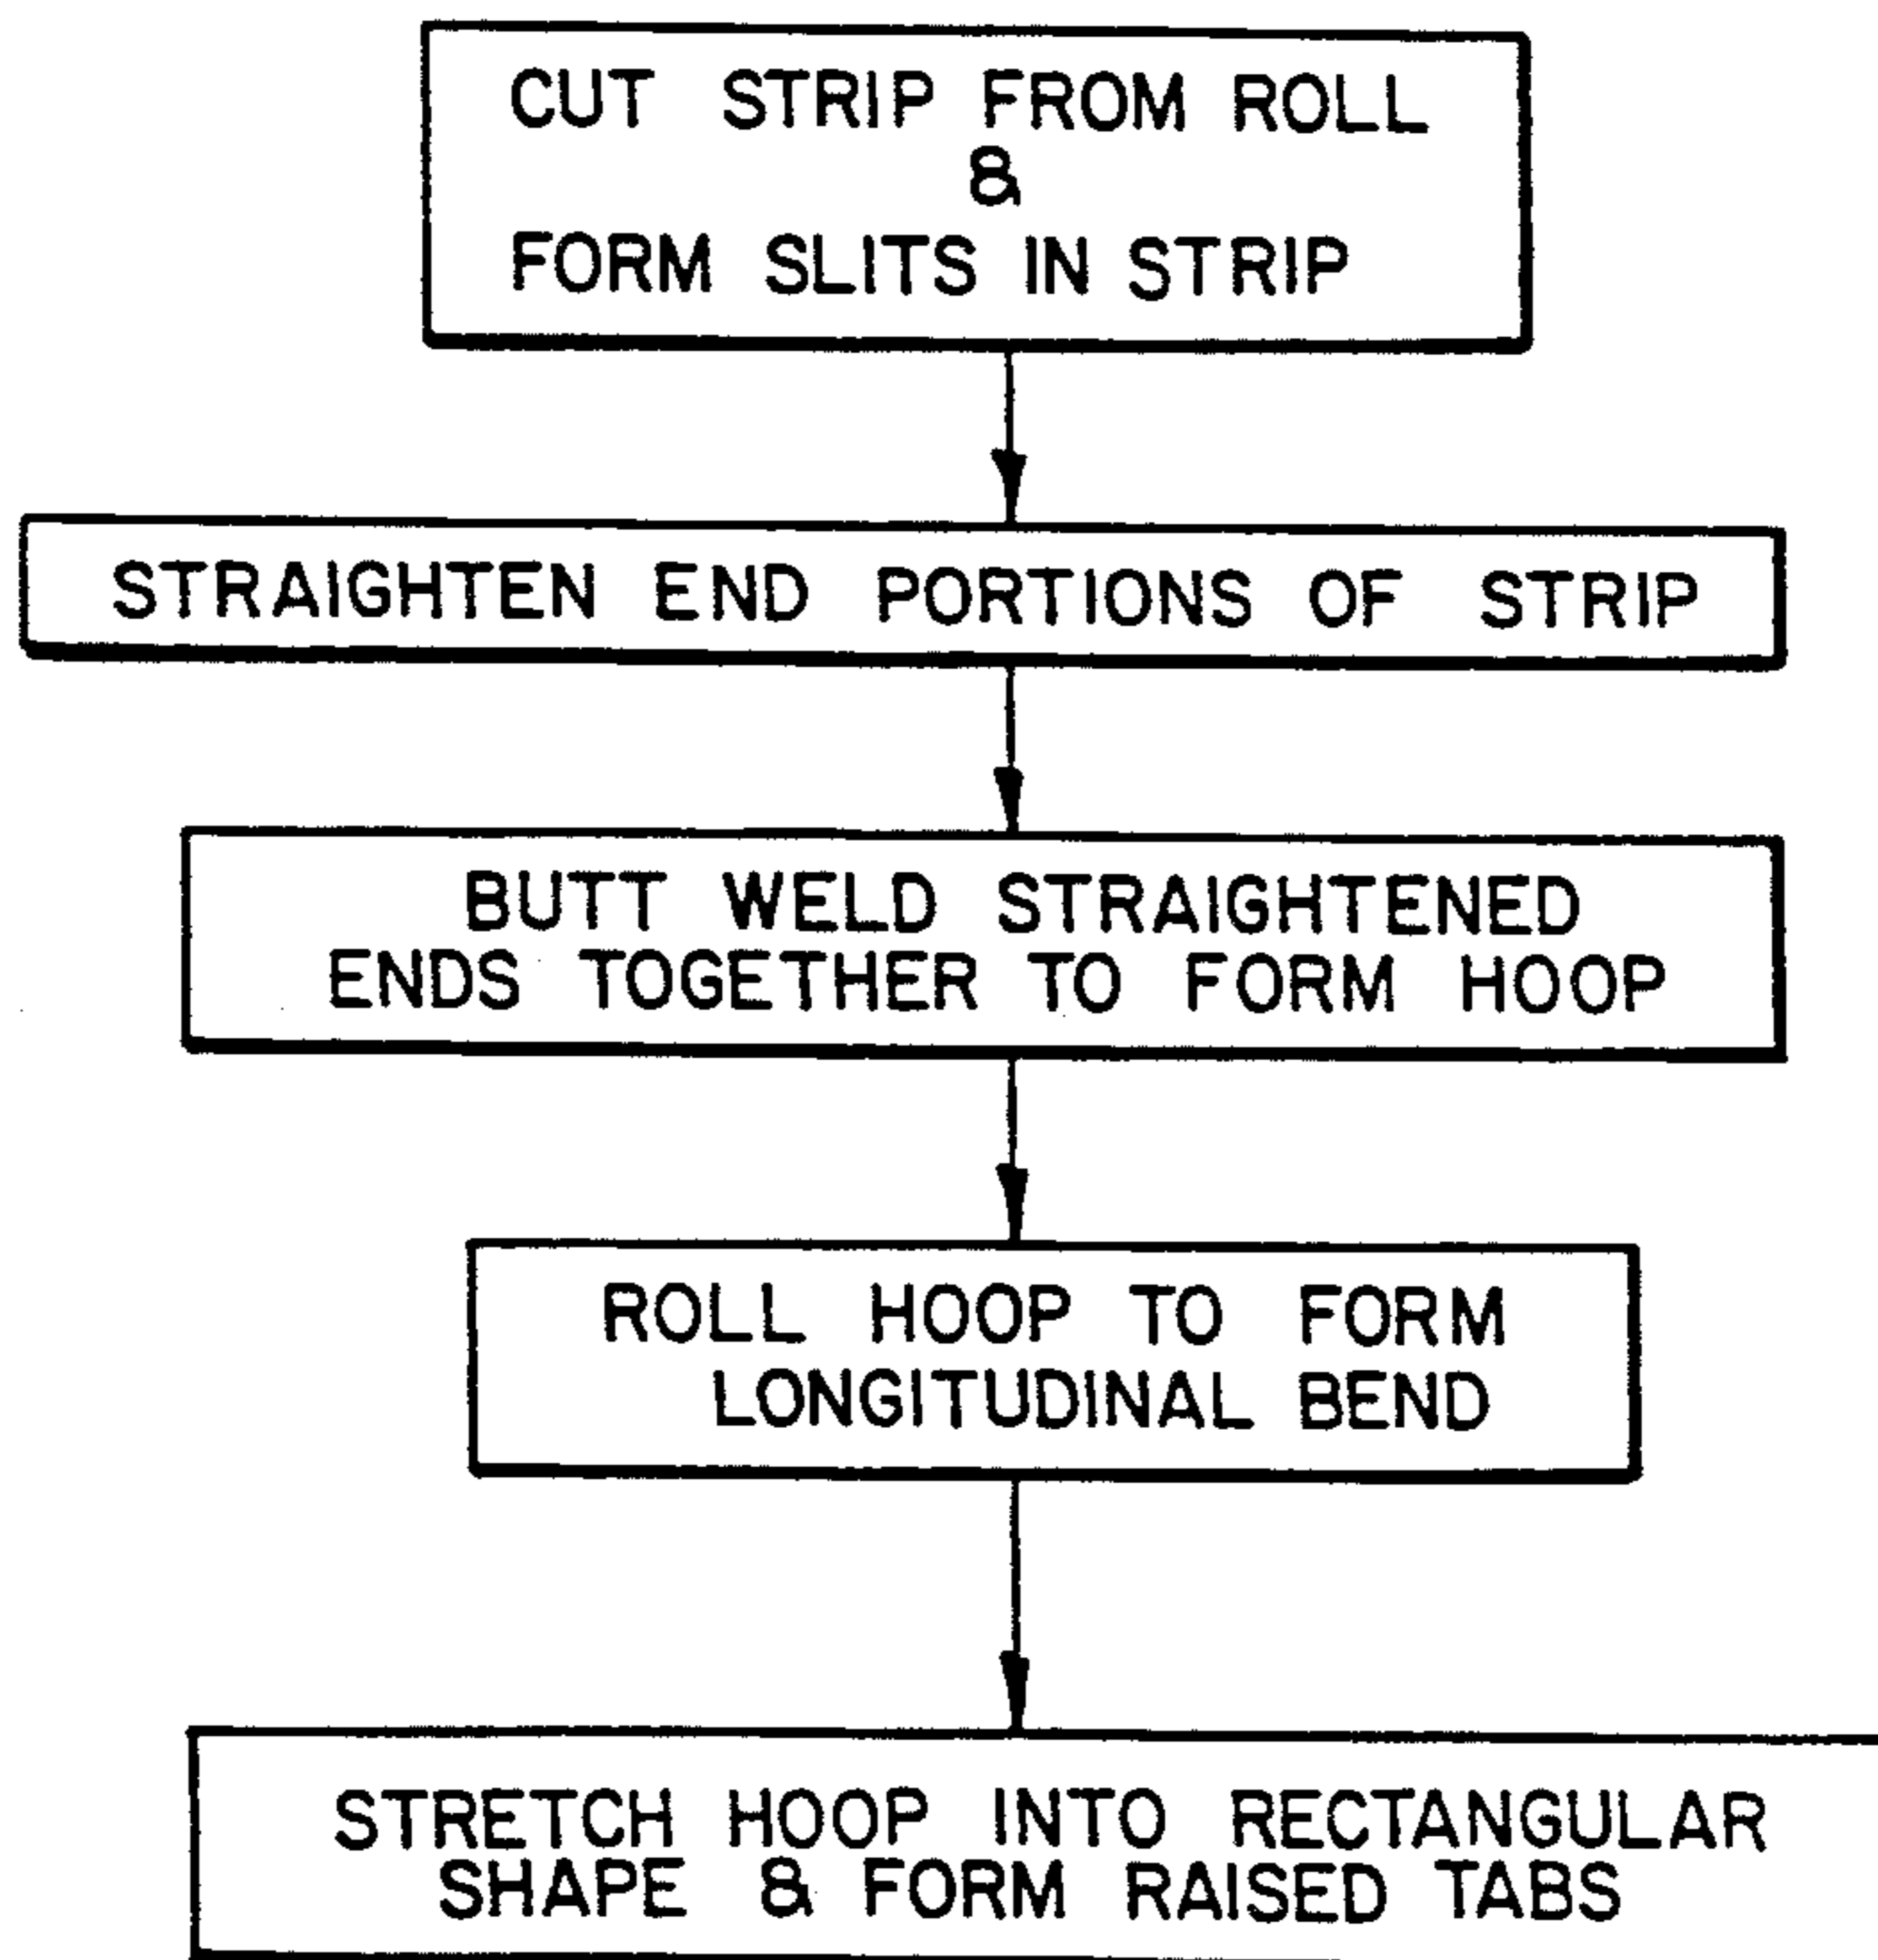 CUT STRIP FROM ROLL
&
FORM SLITS IN STRIP
STRAIGHTEN END PORTIONS OF STRIP
BUTT WELD STRAIGHTENED
ENDS TOGETHER TO FORM HOOP
ROLL HOOP TO FORM
LONGITUDINAL BEND
STRETCH HOOP INTO RECTANGULAR
SHAPE & FORM RAISED TABS